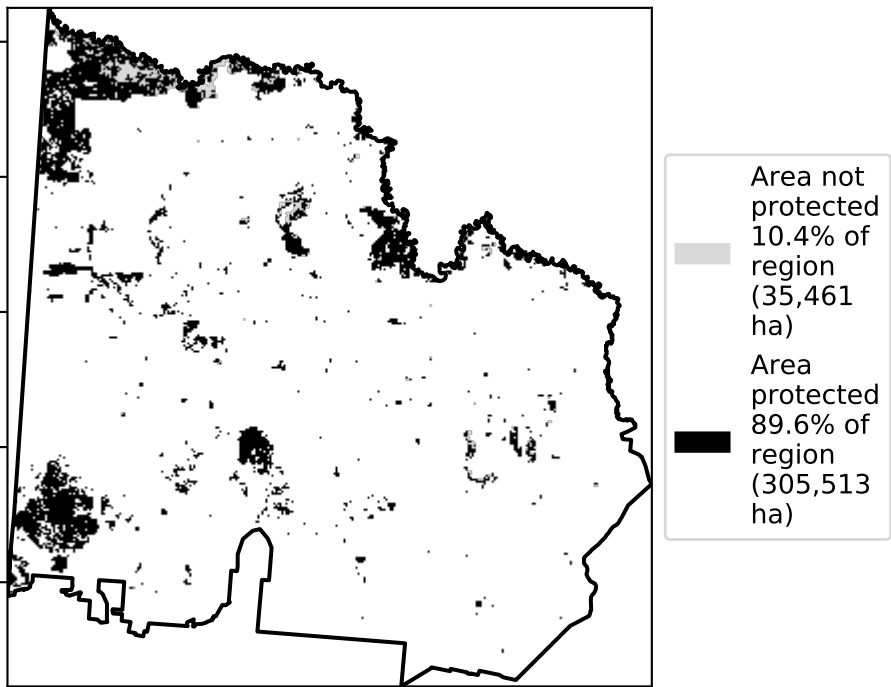 Area not
protected
10.4% of
region
(35,461
ha)
Area
protected
89.6% of
region
(305,513
ha)